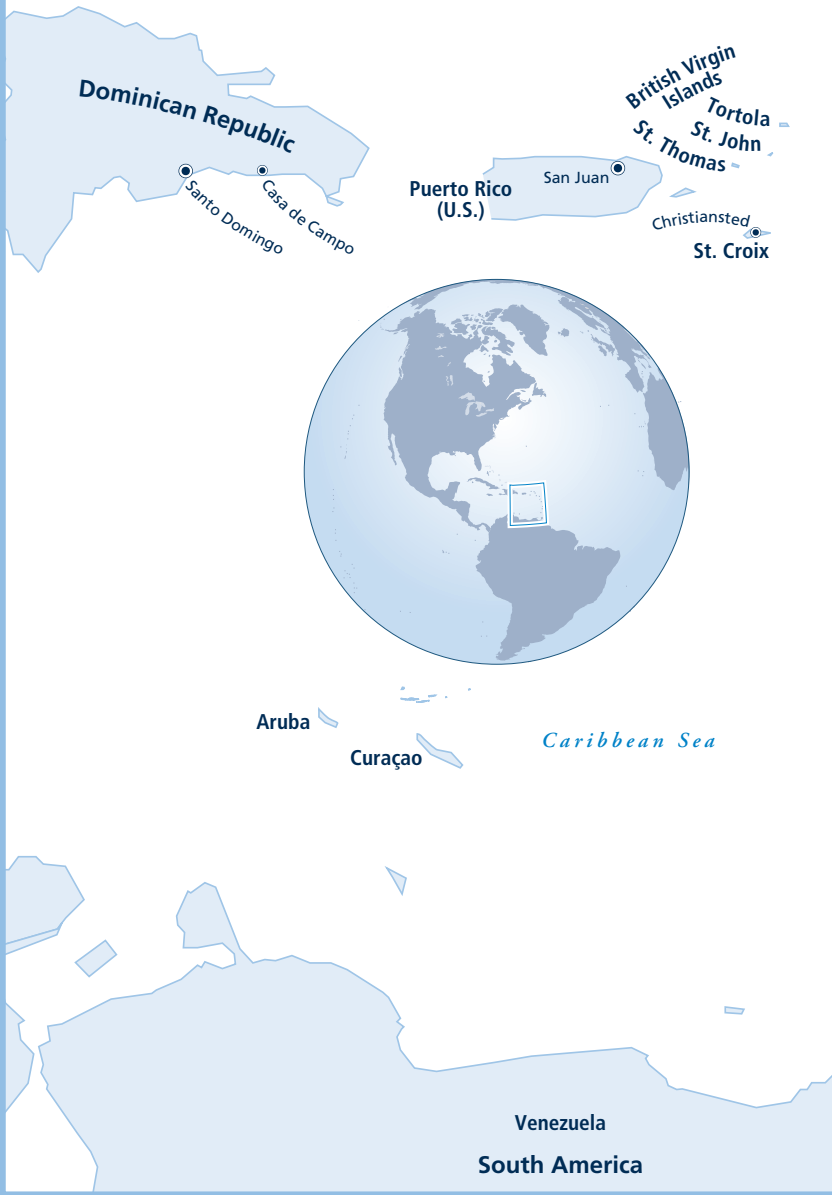 Dominican Republic
Santo Domingo
Casa de Campo
Puerto Rico
(U.S.)
San Juan
British Virgin
Islands
Tortola
St. John
St. Thomas
Christiansted
St. Croix
Aruba
Curaçao
Caribbean Sea
Venezuela
South America